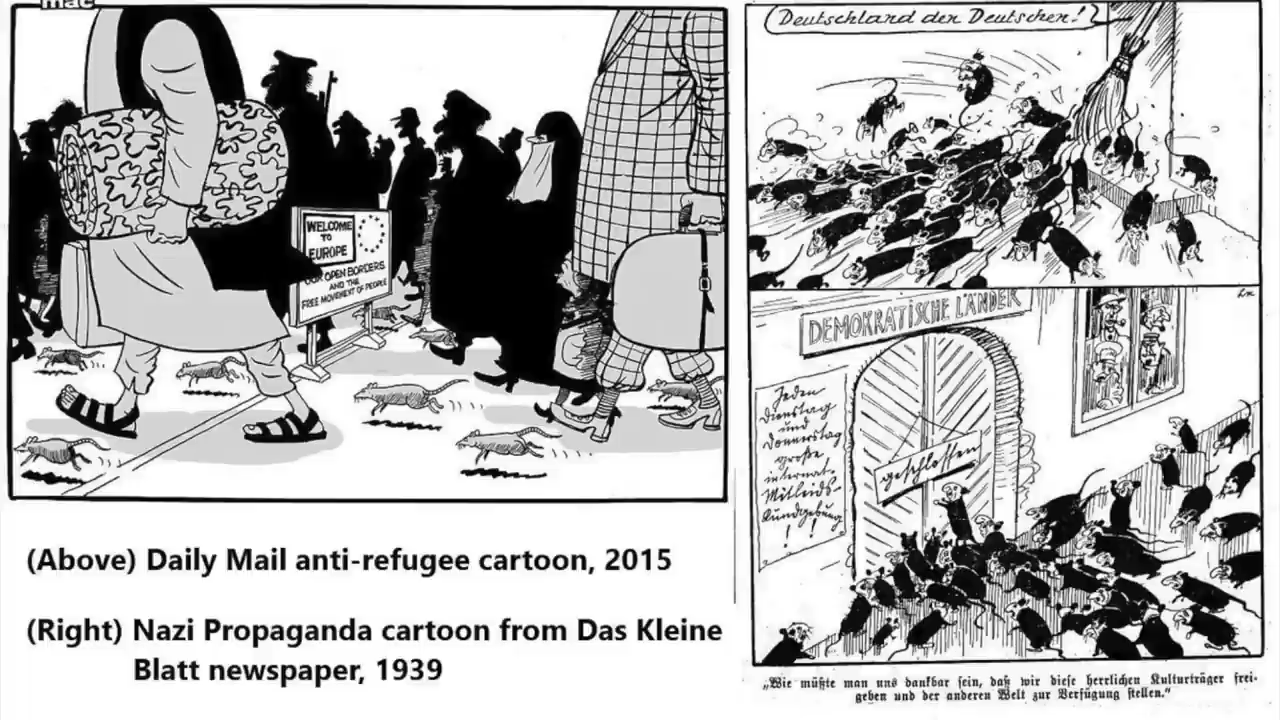 mac
WELCOME
TO
EUROPE
OUR OPEN BORDERS
AND THE
FREE MOVEMENT OF PEOPLE
(Above) Daily Mail anti-refugee cartoon, 2015
(Right) Nazi Propaganda cartoon from Das Kleine
Blatt newspaper, 1939
Deutschland den Deutschen!
DEMOKRATISCHE LÄNDER
Jeden
Dienstag
und
Donnerstag
große
internat.
Mitleids-
Kundgebung
! !
geschlossen
„Wie müßte man uns dankbar sein, daß wir diese herrlichen Kulturträger frei-
geben und der anderen Welt zur Verfügung stellen.“